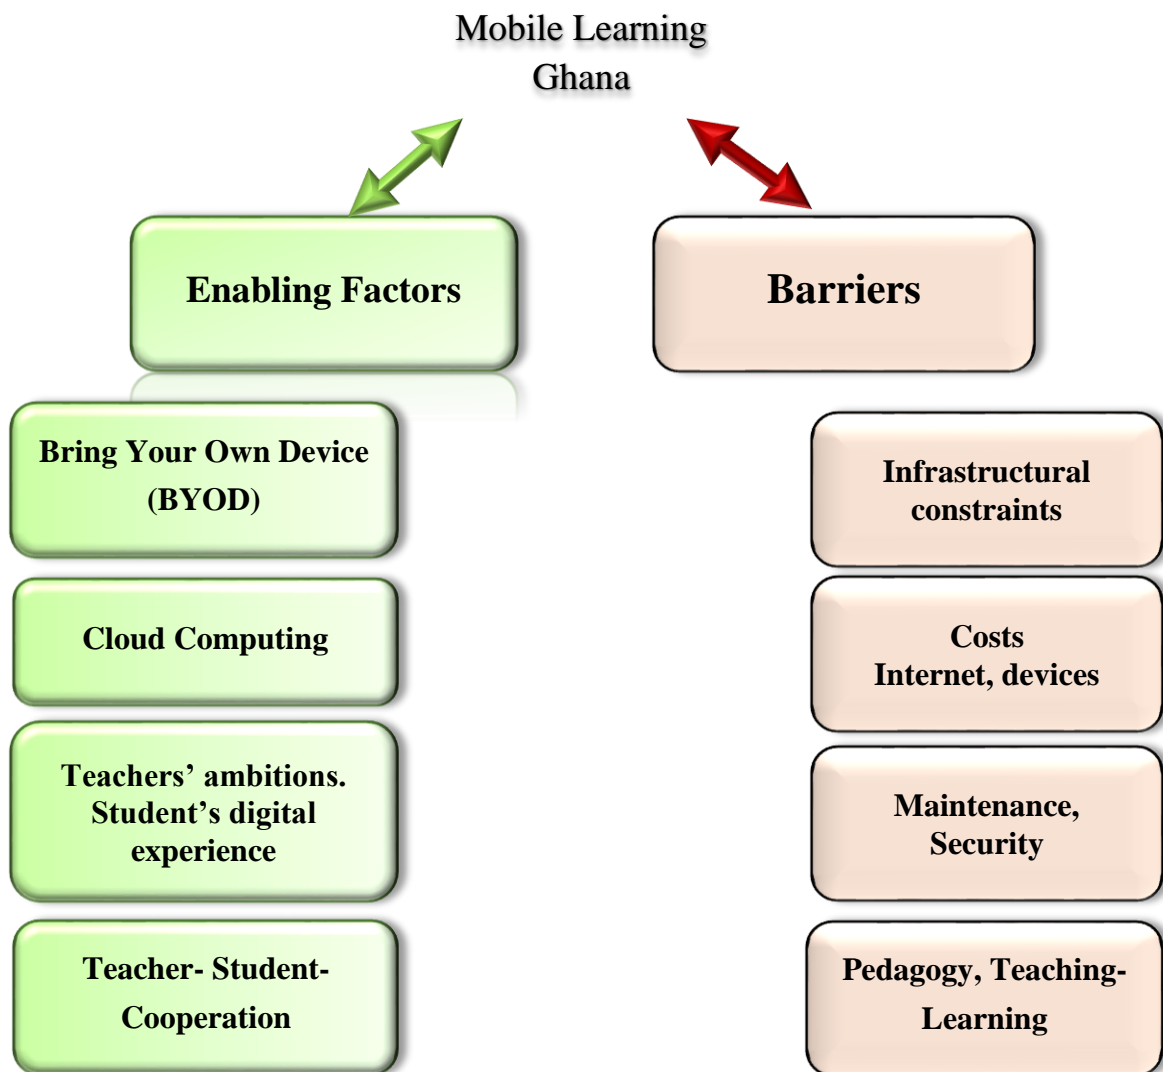 Mobile Learning
Ghana
Enabling Factors
Barriers
Bring Your Own Device
(BYOD)
Cloud Computing
Teachers’ ambitions.
Student’s digital
experience
Teacher- Student-
Cooperation
Infrastructural
constraints
Costs
Internet, devices
Maintenance,
Security
Pedagogy, Teaching-
Learning